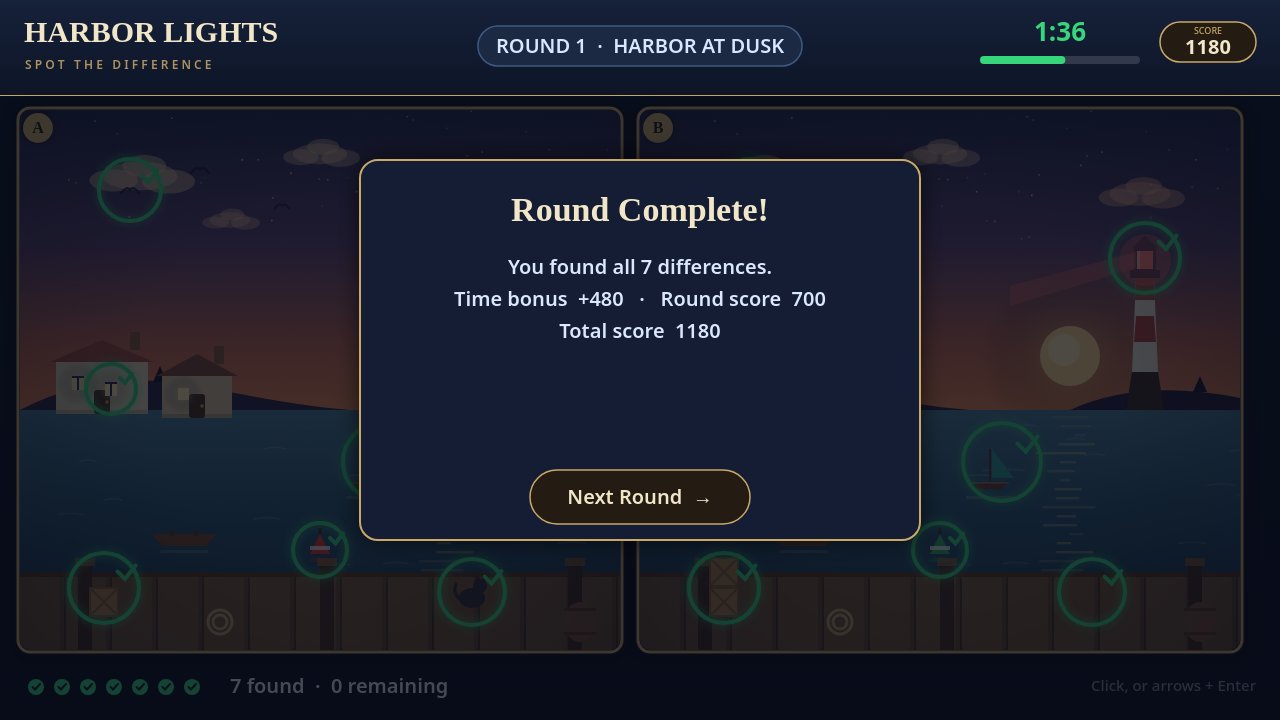 HARBOR LIGHTS
SPOT THE DIFFERENCE
ROUND 1 · HARBOR AT DUSK
1:36
SCORE
1180
A
B
Round Complete!
You found all 7 differences.
Time bonus +480 · Round score 700
Total score 1180
Next Round →
7 found · 0 remaining
Click, or arrows + Enter